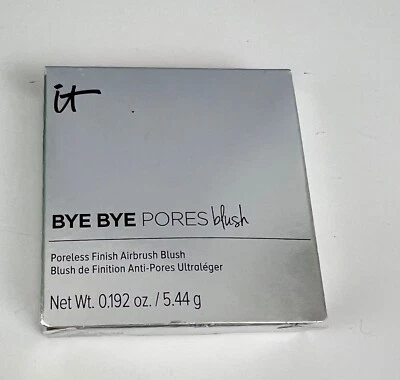 it
BYE BYE PORES blush
Poreless Finish Airbrush Blush
Blush de Finition Anti-Pores Ultraléger
Net Wt. 0.192 oz. / 5.44 g